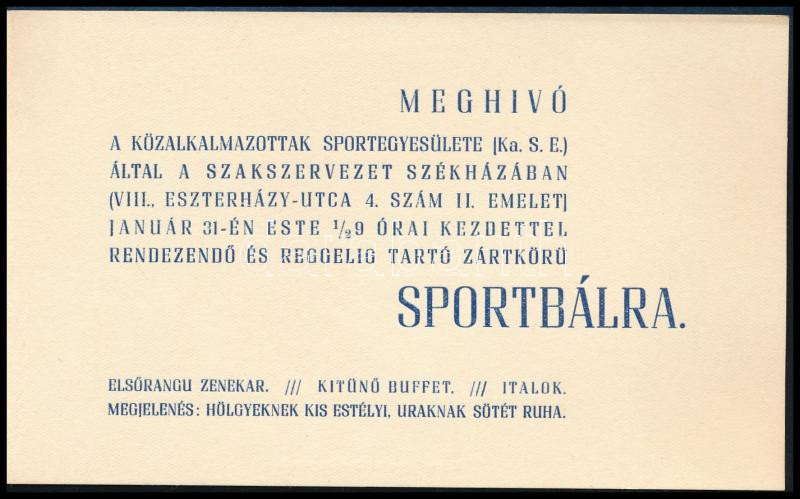 MEGHIVÓ
A KÖZALKALMAZOTTAK SPORTEGYESÜLETE (Ka. S. E.)
ÁLTAL A SZAKSZERVEZET SZÉKHÁZÁBAN
(VIII., ESZTERHÁZY-UTCA 4. SZÁM II. EMELET)
JANUÁR 31-ÉN ESTE ½9 ÓRAI KEZDETTEL
RENDEZENDŐ ÉS REGGELIG TARTÓ ZÁRTKÖRÜ
SPORTBÁLRA.
ELSŐRANGU ZENEKAR. /// KITÜNŐ BUFFET. /// ITALOK.
MEGJELENÉS: HÖLGYEKNEK KIS ESTÉLYI, URAKNAK SÖTÉT RUHA.